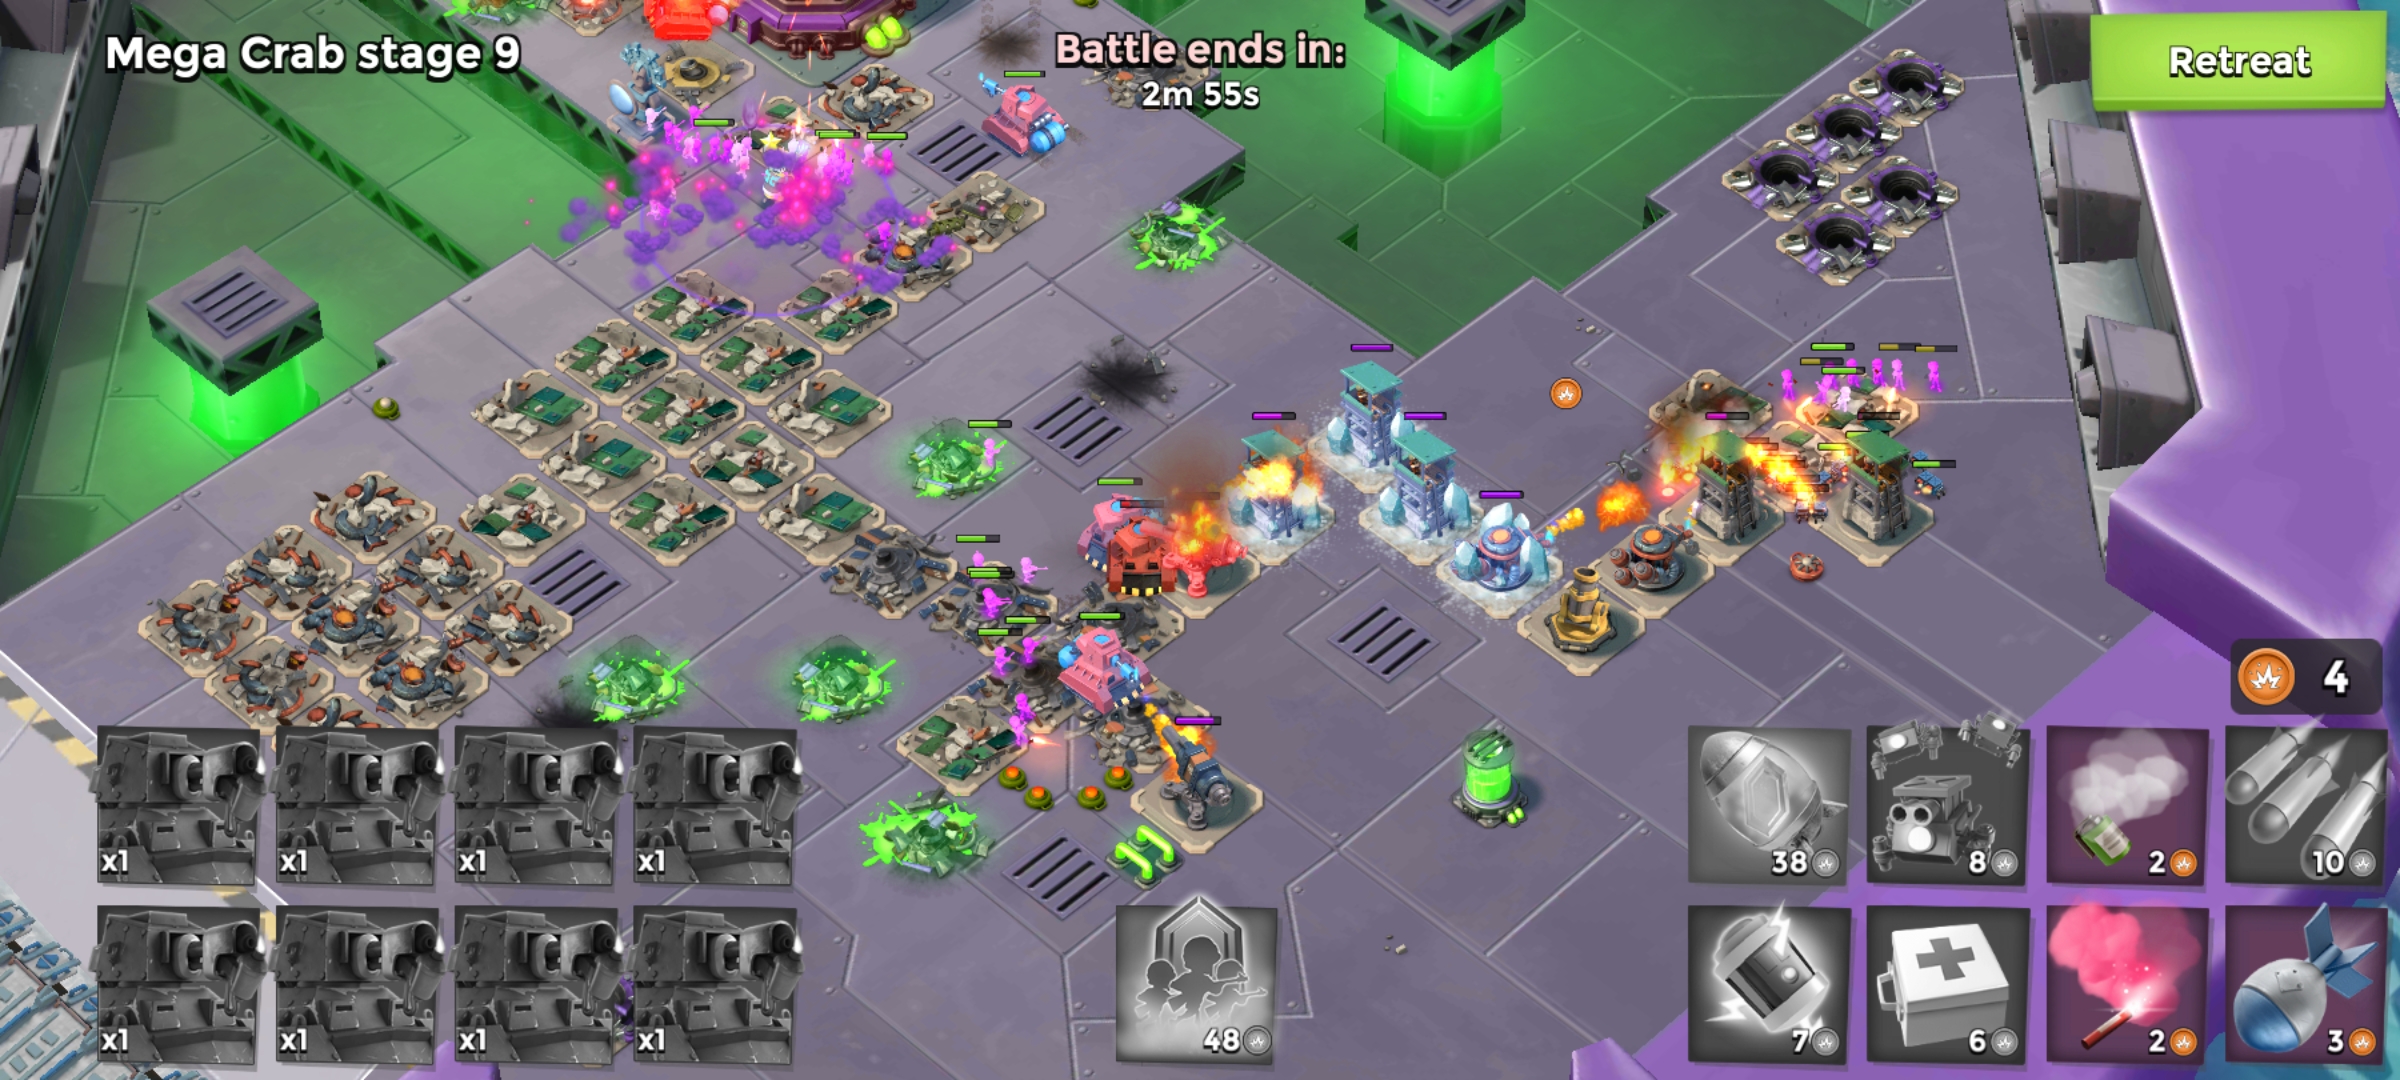 Mega Crab stage 9
Battle ends in:
2m 55s
Retreat
4
x1
x1
x1
x1
38
8
2
10
x1
x1
x1
x1
48
7
6
2
3